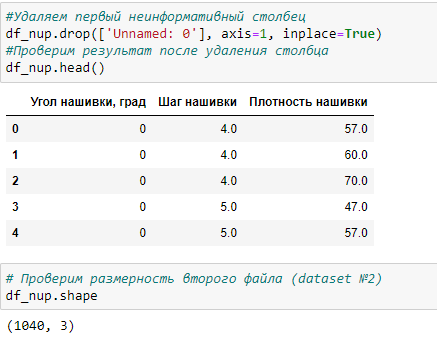 #Удаляем первый неинформативный столбец
df_nup.drop(['Unnamed: 0'], axis=1, inplace=True)
#Проверим результат после удаления столбца
df_nup.head()
Угол нашивки, град Шаг нашивки Плотность нашивки
0 0 4.0 57.0
1 0 4.0 60.0
2 0 4.0 70.0
3 0 5.0 47.0
4 0 5.0 57.0
# Проверим размерность второго файла (dataset №2)
df_nup.shape
(1040, 3)